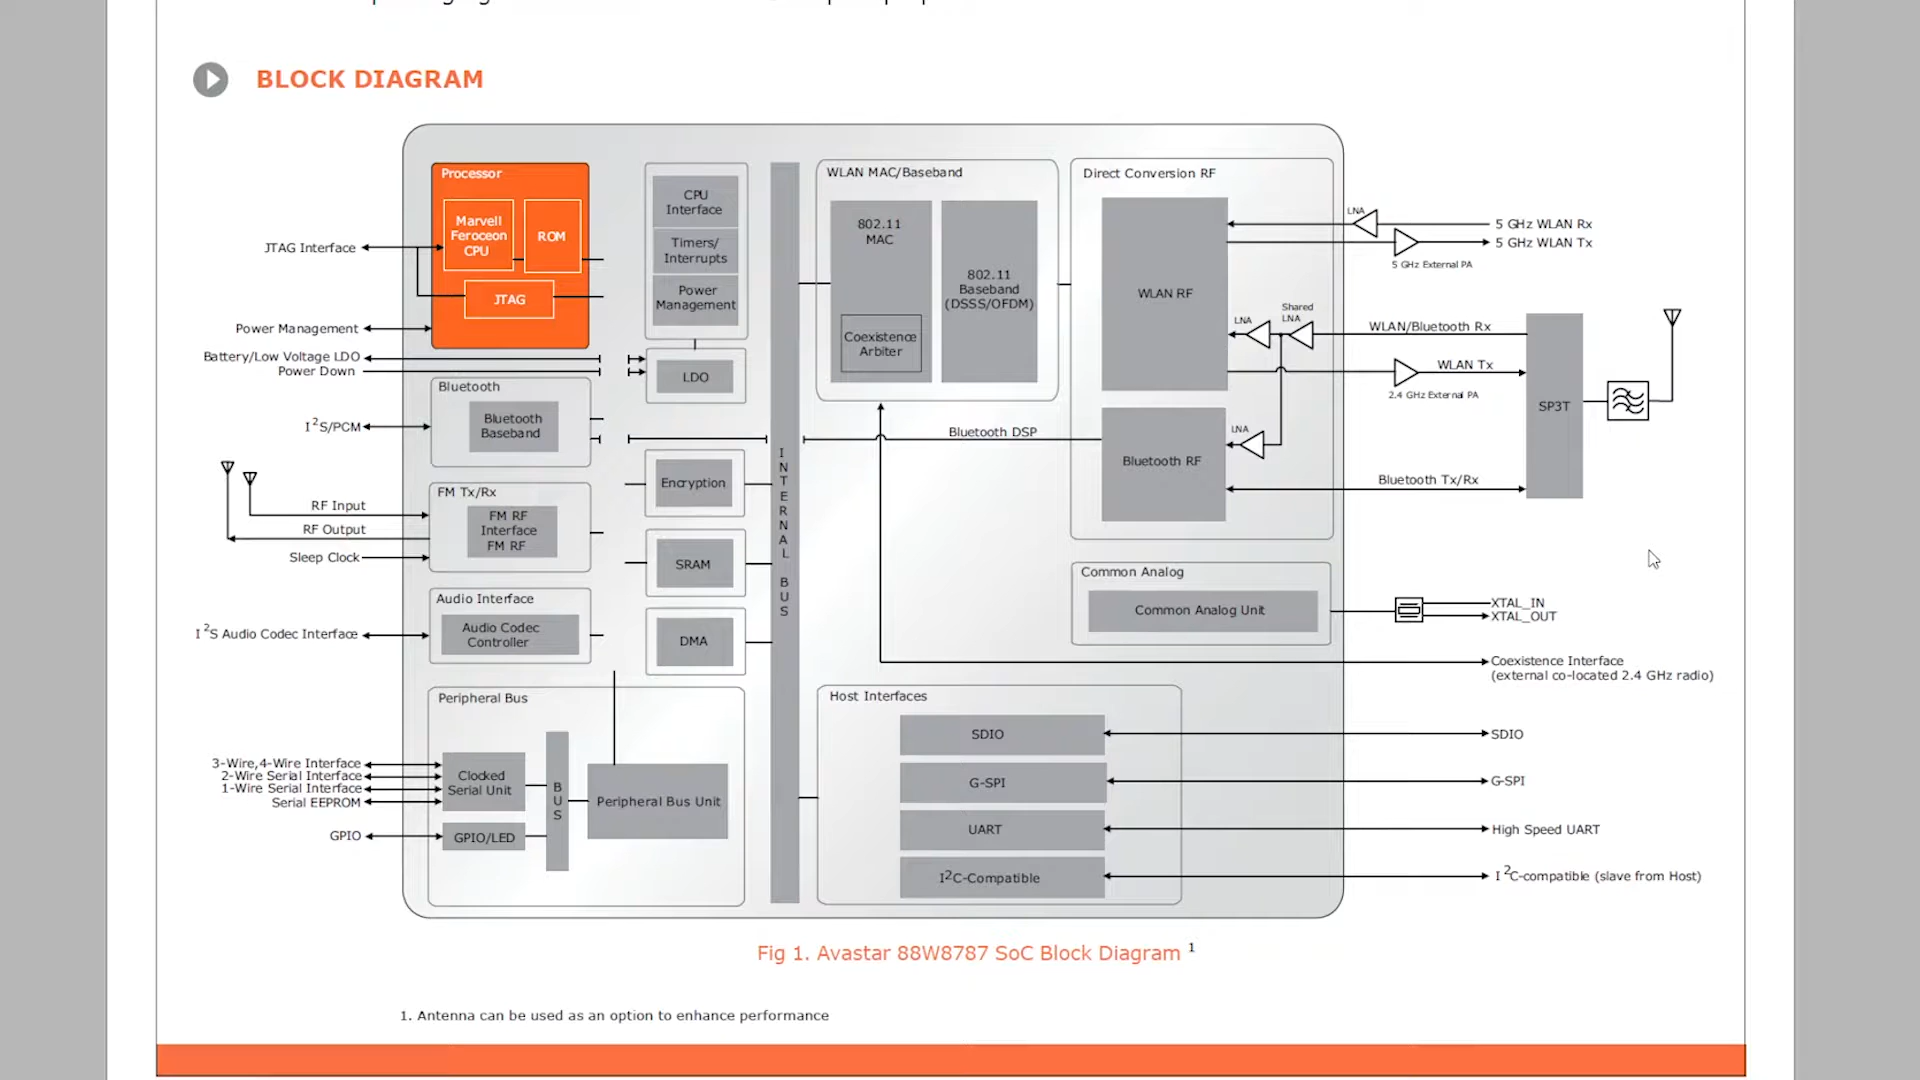 BLOCK DIAGRAM
Processor
Marvell
Feroceon
CPU
ROM
JTAG
JTAG Interface
Power Management
Battery/Low Voltage LDO
Power Down
CPU
Interface
Timers/
Interrupts
Power
Management
LDO
Bluetooth
Bluetooth
Baseband
I2S/PCM
FM Tx/Rx
FM RF
Interface
FM RF
RF Input
RF Output
Sleep Clock
Audio Interface
Audio Codec
Controller
I2S Audio Codec Interface
Encryption
SRAM
DMA
INTERNAL BUS
Peripheral Bus
Clocked
Serial Unit
GPIO/LED
BUS
Peripheral Bus Unit
3-Wire,4-Wire Interface
2-Wire Serial Interface
1-Wire Serial Interface
Serial EEPROM
GPIO
WLAN MAC/Baseband
802.11
MAC
Coexistence
Arbiter
802.11
Baseband
(DSSS/OFDM)
Bluetooth DSP
Direct Conversion RF
WLAN RF
Bluetooth RF
LNA
5 GHz WLAN Rx
5 GHz WLAN Tx
5 GHz External PA
LNA
Shared
LNA
WLAN/Bluetooth Rx
WLAN Tx
2.4 GHz External PA
LNA
Bluetooth Tx/Rx
SP3T
Common Analog
Common Analog Unit
XTAL_IN
XTAL_OUT
Coexistence Interface
(external co-located 2.4 GHz radio)
Host Interfaces
SDIO
G-SPI
UART
I2C-Compatible
SDIO
G-SPI
High Speed UART
I2C-compatible (slave from Host)
Fig 1. Avastar 88W8787 SoC Block Diagram 1
1. Antenna can be used as an option to enhance performance